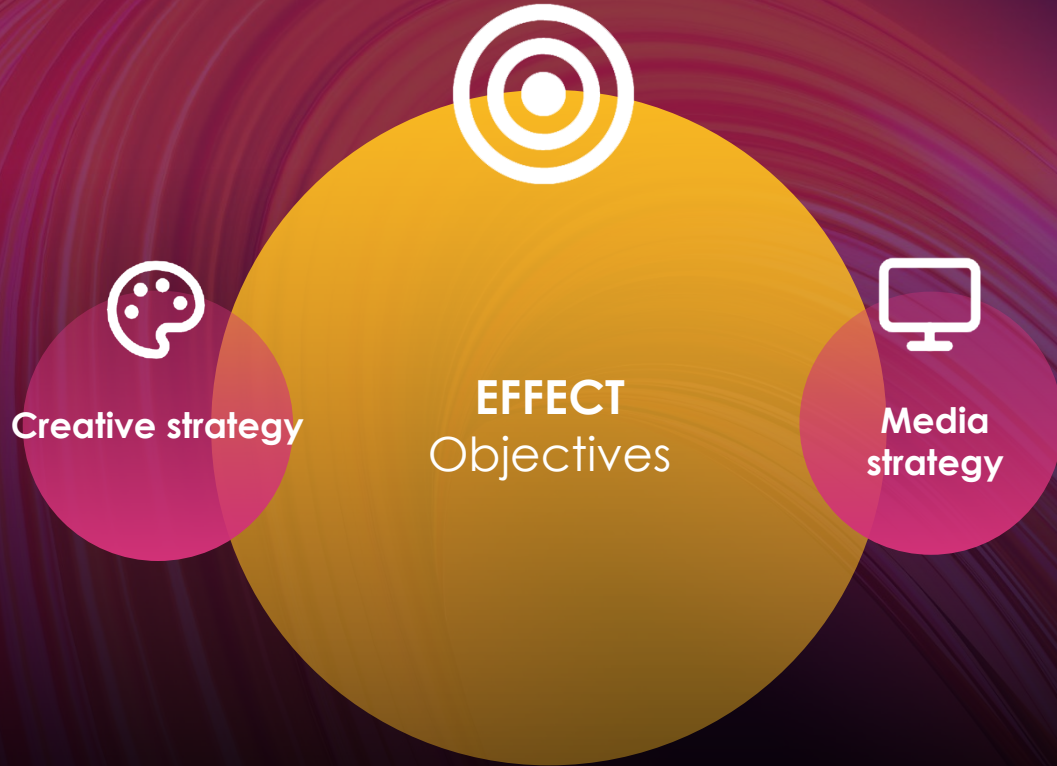 Creative strategy
EFFECT
Objectives
Media
strategy